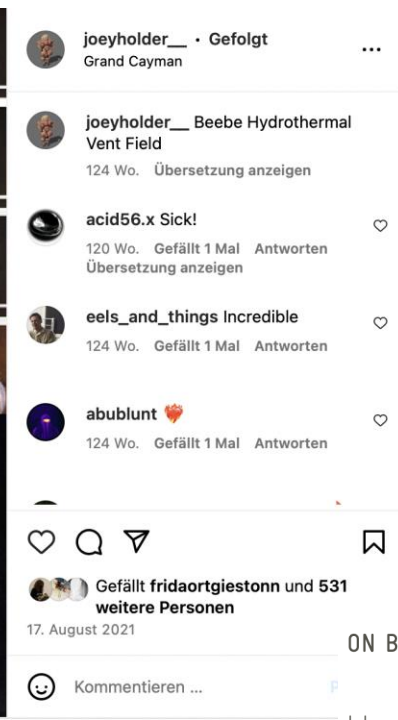 joeyholder__ • Gefolgt
Grand Cayman
joeyholder__ Beebe Hydrothermal
Vent Field
124 Wo. Übersetzung anzeigen
acid56.x Sick!
120 Wo. Gefällt 1 Mal Antworten
Übersetzung anzeigen
eels_and_things Incredible
124 Wo. Gefällt 1 Mal Antworten
abublunt ❤️‍🔥
124 Wo. Gefällt 1 Mal Antworten
Gefällt fridaortgiestonn und 531
weitere Personen
17. August 2021
ON B
Kommentieren ...